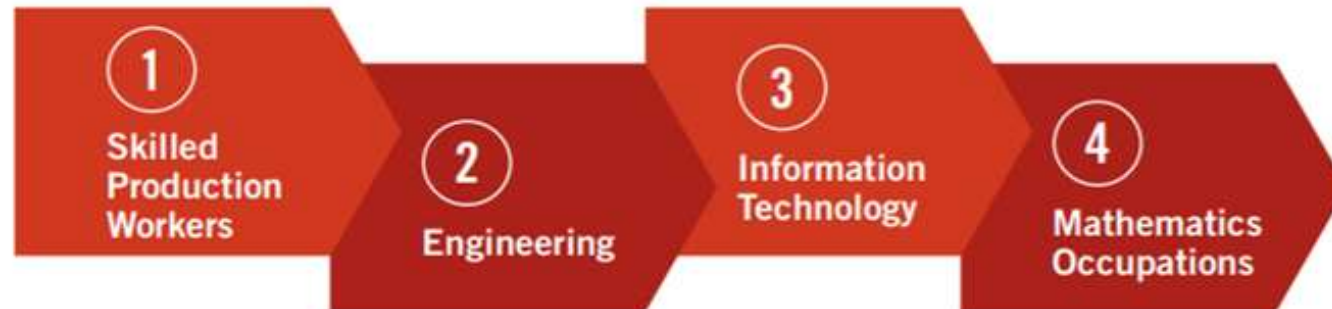 1
Skilled
Production
Workers
2
Engineering
3
Information
Technology
4
Mathematics
Occupations